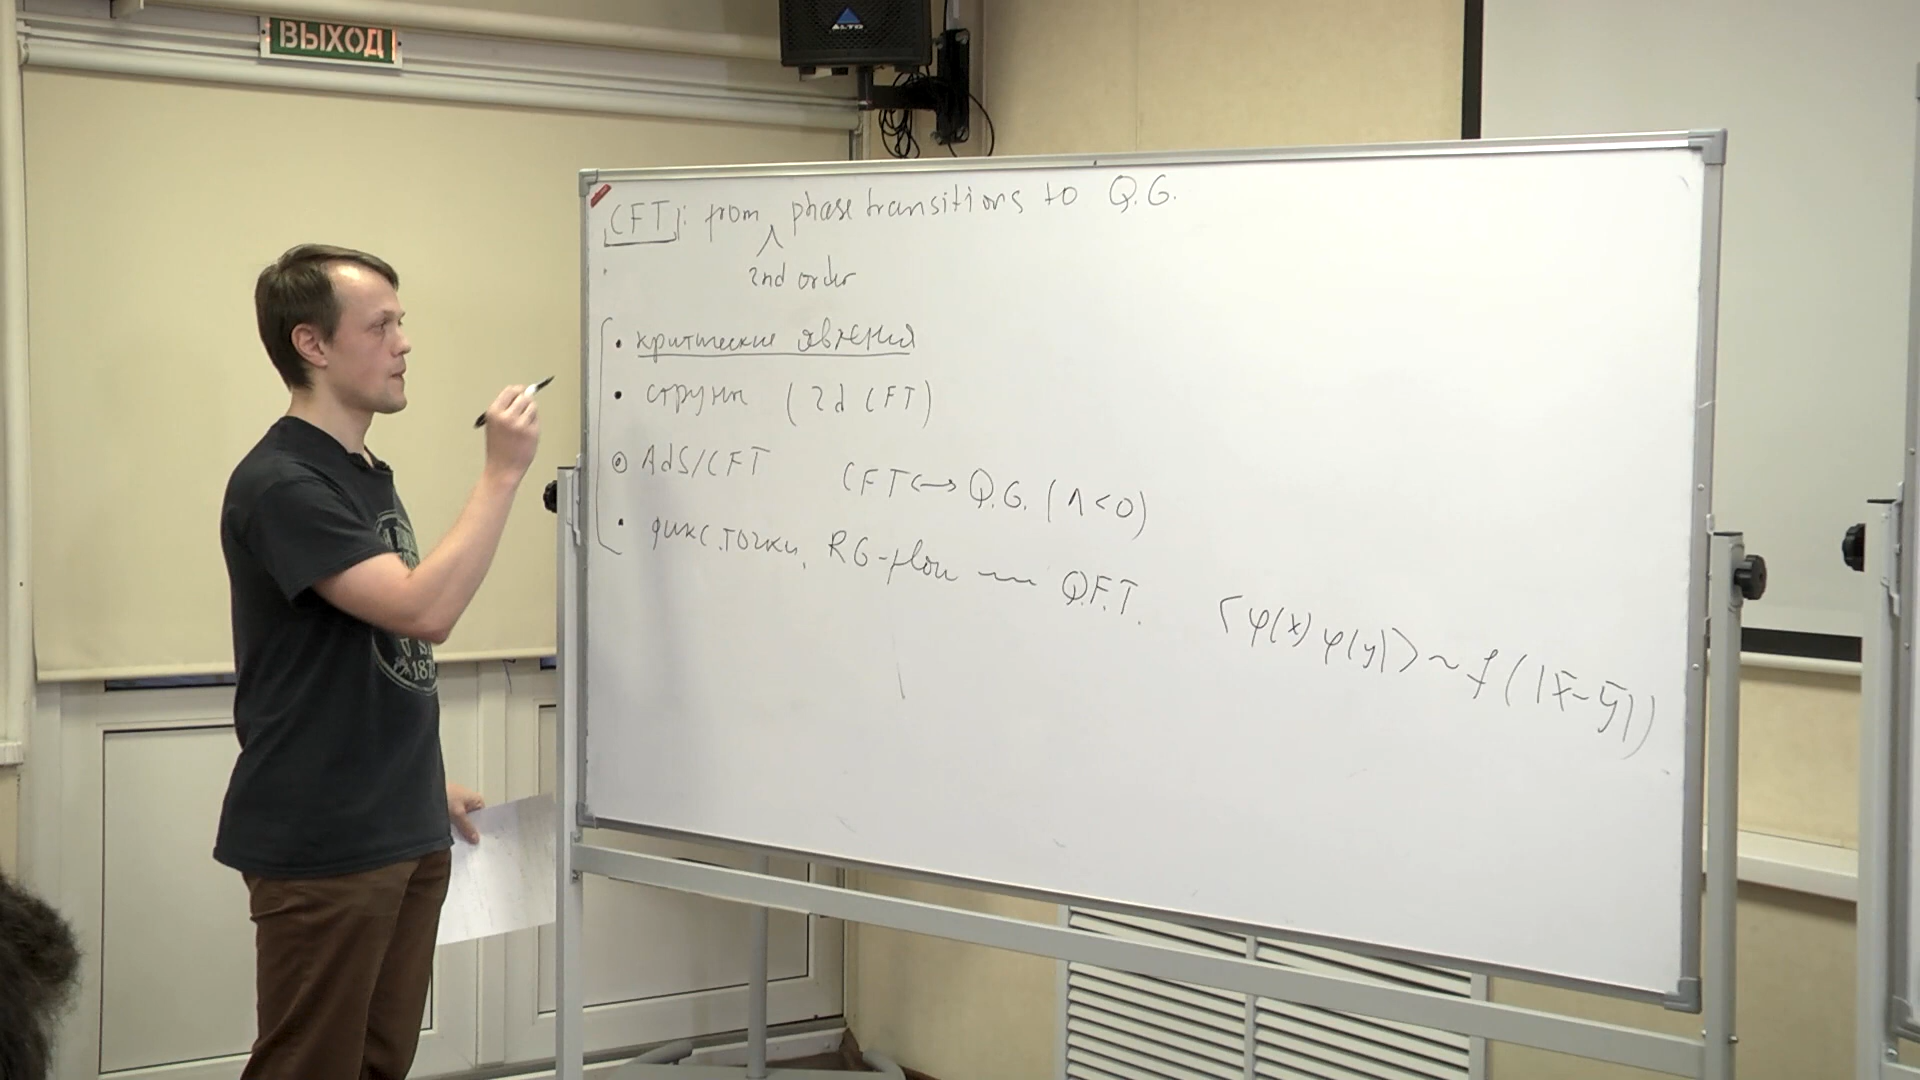 ВЫХОД
ALTO
CFT: from phase transitions to Q.G.
2nd order
• критические явления
• струны (2d CFT)
⊙ AdS/CFT CFT ↔ Q.G. (Λ<0)
• фикс. точки, RG-flow — Q.F.T.
⟨φ(x) φ(y)⟩ ~ f(|x̄-ȳ|)
187